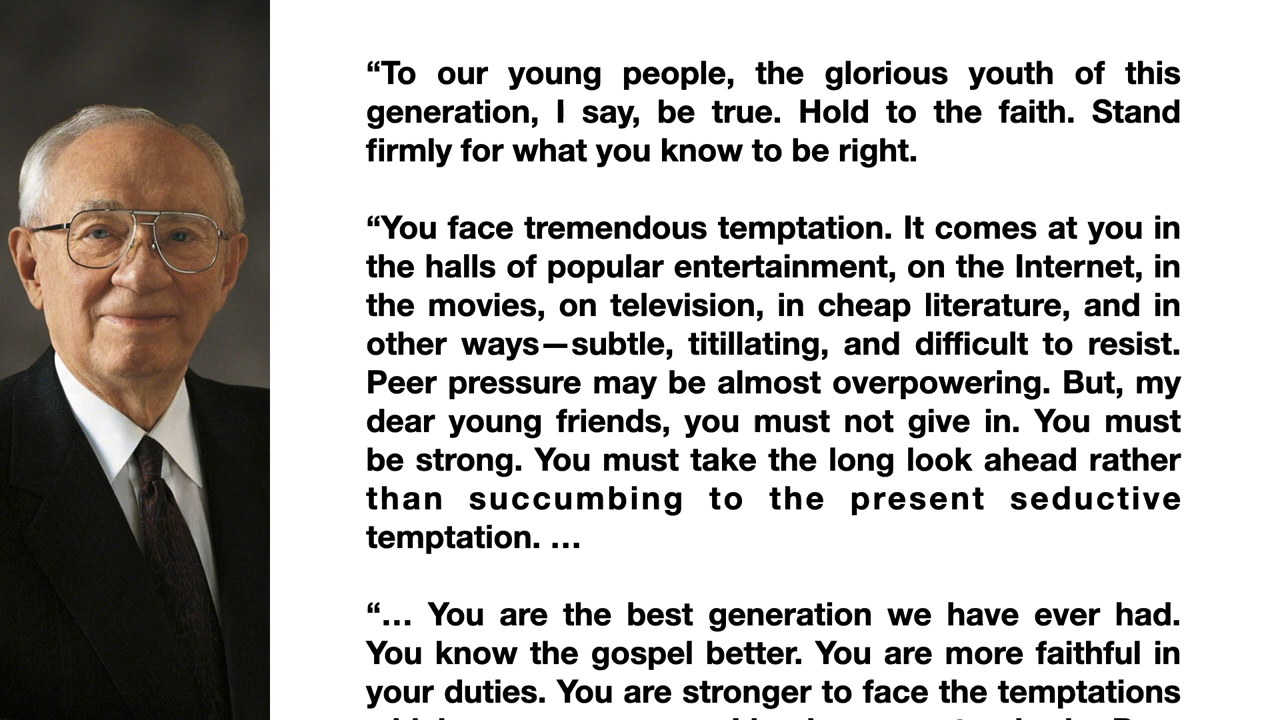 “To our young people, the glorious youth of this
generation, I say, be true. Hold to the faith. Stand
firmly for what you know to be right.
“You face tremendous temptation. It comes at you in
the halls of popular entertainment, on the Internet, in
the movies, on television, in cheap literature, and in
other ways—subtle, titillating, and difficult to resist.
Peer pressure may be almost overpowering. But, my
dear young friends, you must not give in. You must
be strong. You must take the long look ahead rather
than succumbing to the present seductive
temptation. …
“… You are the best generation we have ever had.
You know the gospel better. You are more faithful in
your duties. You are stronger to face the temptations